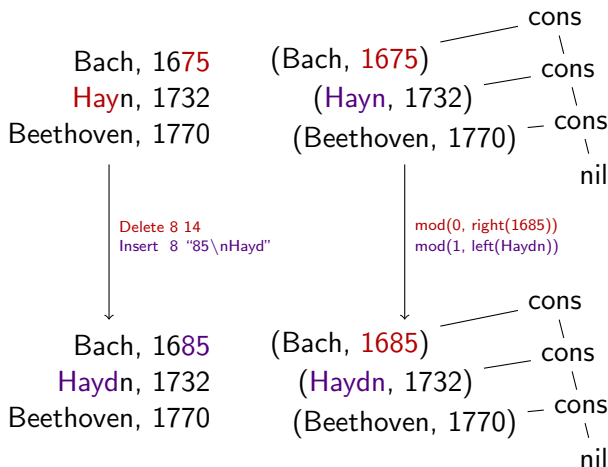 cons
Bach, 1675 (Bach, 1675)
cons
Hayn, 1732 (Hayn, 1732)
cons
Beethoven, 1770 (Beethoven, 1770)
nil
Delete 8 14 mod(0, right(1685))
Insert 8 “85\nHayd” mod(1, left(Haydn))
cons
Bach, 1685 (Bach, 1685)
cons
Haydn, 1732 (Haydn, 1732)
cons
Beethoven, 1770 (Beethoven, 1770)
nil